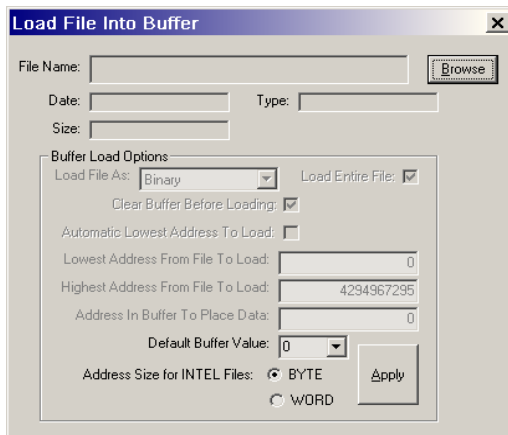 Load File Into Buffer
File Name:
Browse
Date:
Type:
Size:
Buffer Load Options
Load File As: Binary
Load Entire File:
Clear Buffer Before Loading:
Automatic Lowest Address To Load:
Lowest Address From File To Load: 0
Highest Address From File To Load: 4294967295
Address In Buffer To Place Data: 0
Default Buffer Value: 0
Address Size for INTEL Files: BYTE
Apply
WORD